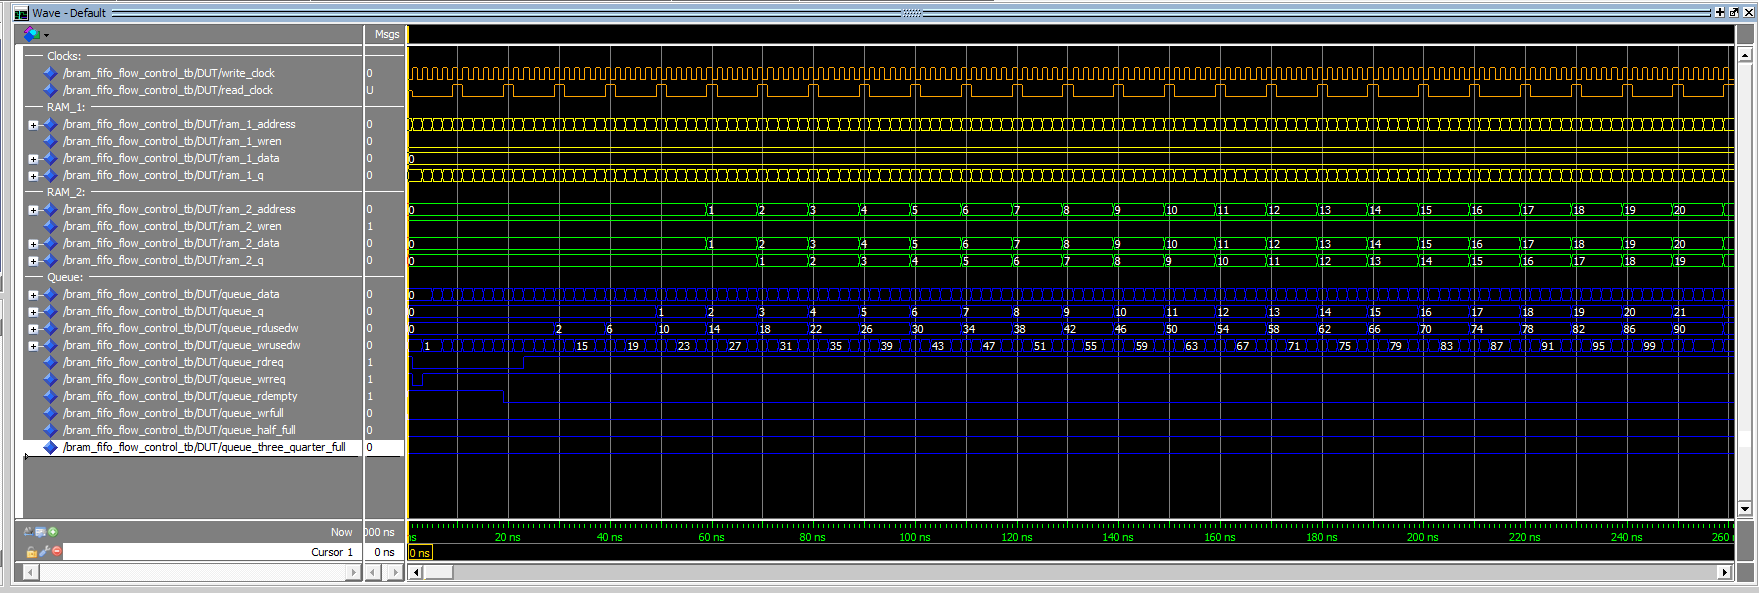 Wave - Default
Msgs
Clocks:
/bram_fifo_flow_control_tb/DUT/write_clock 0
/bram_fifo_flow_control_tb/DUT/read_clock U
RAM_1:
/bram_fifo_flow_control_tb/DUT/ram_1_address 0
/bram_fifo_flow_control_tb/DUT/ram_1_wren 0
/bram_fifo_flow_control_tb/DUT/ram_1_data 0 0
/bram_fifo_flow_control_tb/DUT/ram_1_q 0
RAM_2:
/bram_fifo_flow_control_tb/DUT/ram_2_address 0 0 1 2 3 4 5 6 7 8 9 10 11 12 13 14 15 16 17 18 19 20
/bram_fifo_flow_control_tb/DUT/ram_2_wren 1
/bram_fifo_flow_control_tb/DUT/ram_2_data 0 0 1 2 3 4 5 6 7 8 9 10 11 12 13 14 15 16 17 18 19 20
/bram_fifo_flow_control_tb/DUT/ram_2_q 0 0 1 2 3 4 5 6 7 8 9 10 11 12 13 14 15 16 17 18 19
Queue:
/bram_fifo_flow_control_tb/DUT/queue_data 0 0
/bram_fifo_flow_control_tb/DUT/queue_q 0 0 1 2 3 4 5 6 7 8 9 10 11 12 13 14 15 16 17 18 19 20 21
/bram_fifo_flow_control_tb/DUT/queue_rdusedw 0 0 2 6 10 14 18 22 26 30 34 38 42 46 50 54 58 62 66 70 74 78 82 86 90
/bram_fifo_flow_control_tb/DUT/queue_wrusedw 0 1 15 19 23 27 31 35 39 43 47 51 55 59 63 67 71 75 79 83 87 91 95 99
/bram_fifo_flow_control_tb/DUT/queue_rdreq 1
/bram_fifo_flow_control_tb/DUT/queue_wrreq 1
/bram_fifo_flow_control_tb/DUT/queue_rdempty 1
/bram_fifo_flow_control_tb/DUT/queue_wrfull 0
/bram_fifo_flow_control_tb/DUT/queue_half_full 0
/bram_fifo_flow_control_tb/DUT/queue_three_quarter_full 0
Now 000 ns ns 20 ns 40 ns 60 ns 80 ns 100 ns 120 ns 140 ns 160 ns 180 ns 200 ns 220 ns 240 ns 260
Cursor 1 0 ns 0 ns